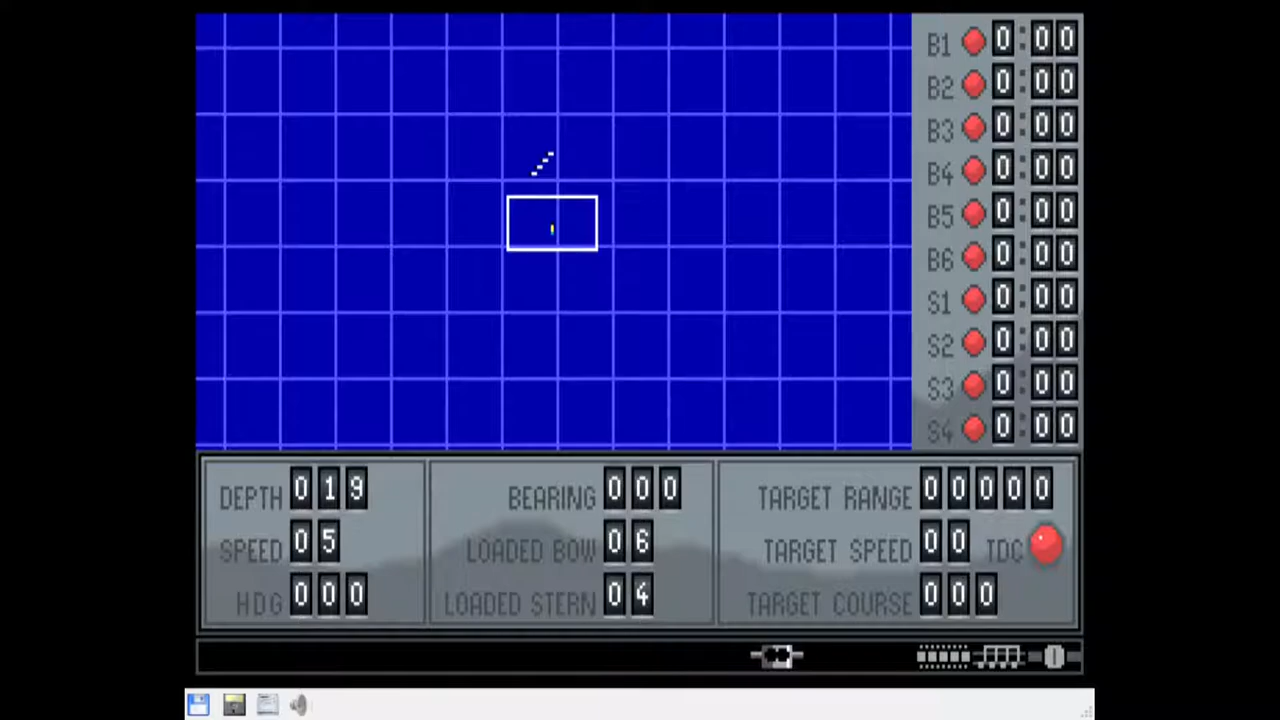 B1 0:00
B2 0:00
B3 0:00
B4 0:00
B5 0:00
B6 0:00
S1 0:00
S2 0:00
S3 0:00
S4 0:00
DEPTH 019 BEARING 000 TARGET RANGE 00000
SPEED 05 LOADED BOW 06 TARGET SPEED 00 TDC
HDG 000 LOADED STERN 04 TARGET COURSE 000